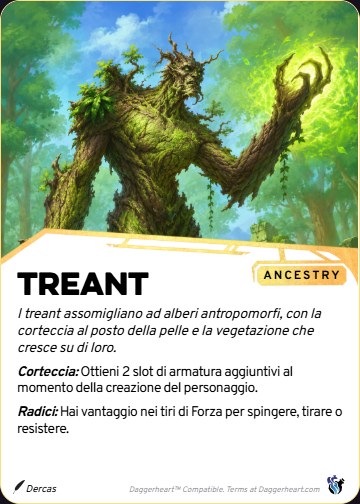 TREANT
ANCESTRY
I treant assomigliano ad alberi antropomorfi, con la
corteccia al posto della pelle e la vegetazione che
cresce su di loro.
Corteccia: Ottieni 2 slot di armatura aggiuntivi al
momento della creazione del personaggio.
Radici: Hai vantaggio nei tiri di Forza per spingere, tirare o
resistere.
Dercas
Daggerheart™ Compatible. Terms at Daggerheart.com